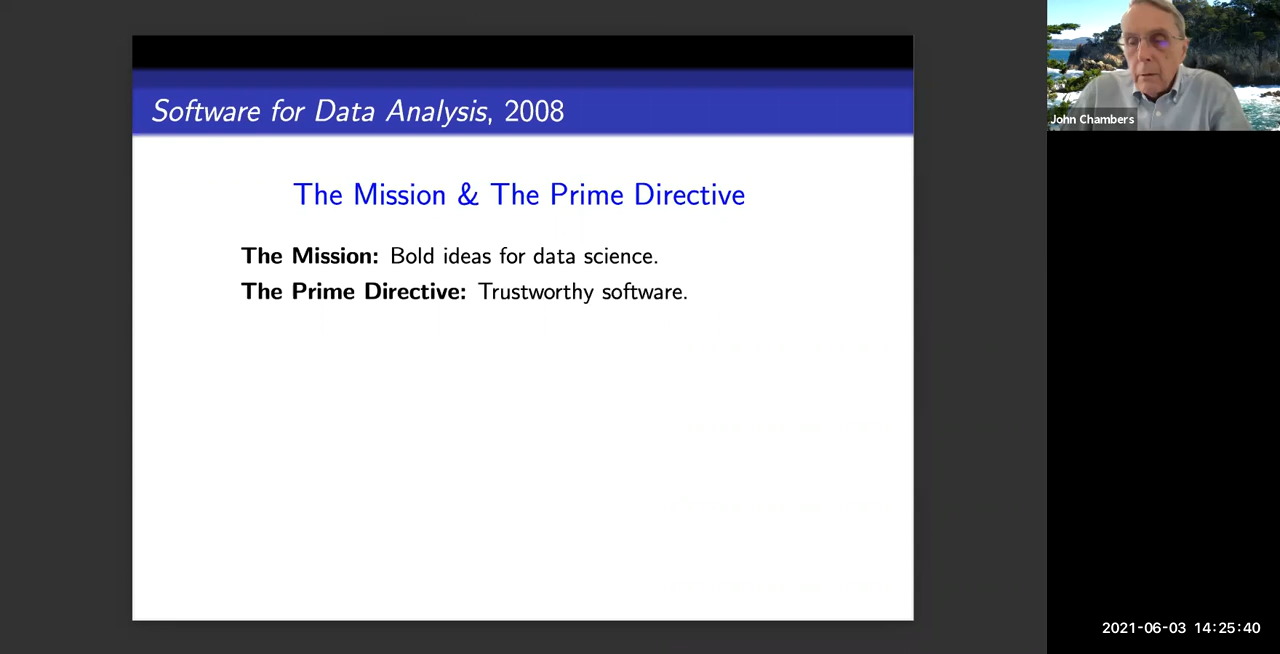 Software for Data Analysis, 2008
The Mission & The Prime Directive
The Mission: Bold ideas for data science.
The Prime Directive: Trustworthy software.
John Chambers
2021-06-03 14:25:40